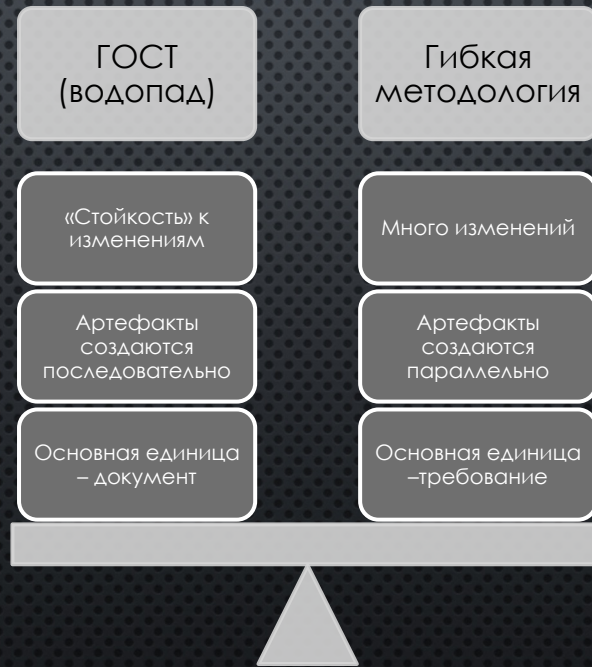 ГОСТ
(водопад)
«Стойкость» к
изменениям
Артефакты
создаются
последовательно
Основная единица
– документ
Гибкая
методология
Много изменений
Артефакты
создаются
параллельно
Основная единица
–требование